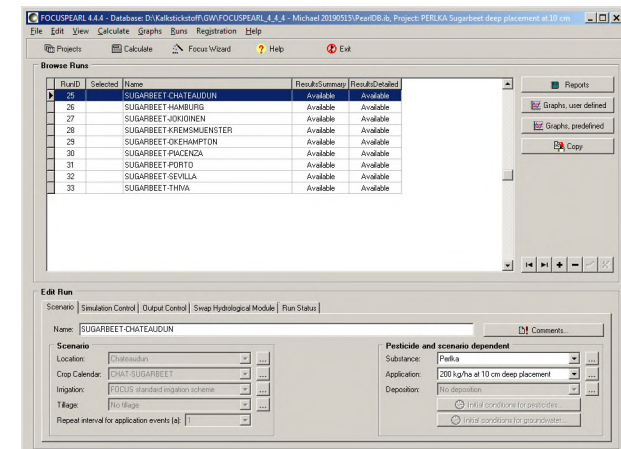 FOCUSPEARL 4.4.4 - Database: D:\Kalkstickstoff\GW\FOCUSPEARL_4_4_4 - Michael 20190515\PearlDB.ib, Project: PERLKA Sugarbeet deep placement at 10 cm
File Edit View Calculate Graphs Runs Registration Help
Projects Calculate Focus Wizard Help Exit
Browse Runs
RunID Selected Name ResultsSummary ResultsDetailed
25 SUGARBEET-CHATEAUDUN Available Available
26 SUGARBEET-HAMBURG Available Available
27 SUGARBEET-JOKIOINEN Available Available
28 SUGARBEET-KREMSMUENSTER Available Available
29 SUGARBEET-OKEHAMPTON Available Available
30 SUGARBEET-PIACENZA Available Available
31 SUGARBEET-PORTO Available Available
32 SUGARBEET-SEVILLA Available Available
33 SUGARBEET-THIVA Available Available
Reports
Graphs, user defined
Graphs, predefined
Copy
Edit Run
Scenario Simulation Control Output Control Swap Hydrological Module Run Status
Name: SUGARBEET-CHATEAUDUN Comments...
Scenario
Location: Chateaudun ...
Crop Calendar: CHAT-SUGARBEET ...
Irrigation: FOCUS standard irrigation scheme ...
Tillage: No tillage ...
Repeat interval for application events (a): 1
Pesticide and scenario dependent
Substance: Perlka ...
Application: 200 kg/ha at 10 cm deep placement ...
Deposition: No deposition ...
Initial conditions for pesticides...
Initial conditions for groundwater...